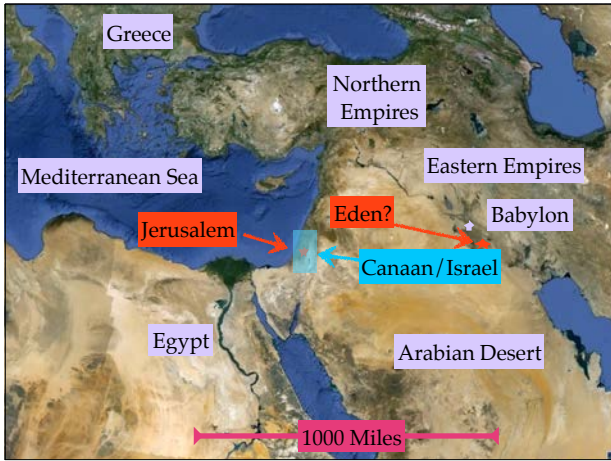 Greece
Northern
Empires
Mediterranean Sea
Eastern Empires
Eden?
Babylon
Jerusalem
Canaan/Israel
Egypt
Arabian Desert
1000 Miles